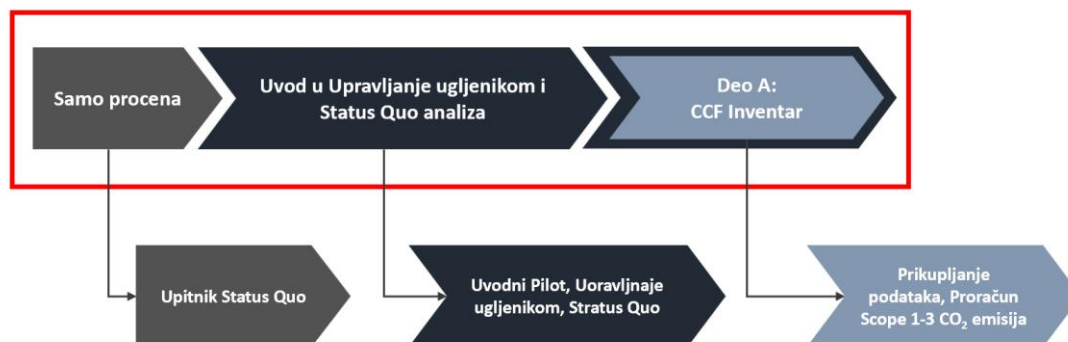 Samo procena
Uvod u Upravljanje ugljenikom i
Status Quo analiza
Deo A:
CCF Inventar
Upitnik Status Quo
Uvodni Pilot, Uoravljnaje
ugljenikom, Stratus Quo
Prikupljanje
podataka, Proračun
Scope 1-3 CO₂ emisija